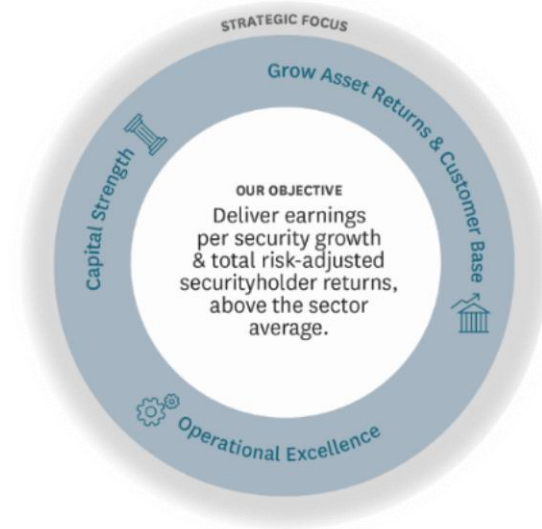 STRATEGIC FOCUS
Grow Asset Returns & Customer Base
Capital Strength
OUR OBJECTIVE
Deliver earnings
per security growth
& total risk-adjusted
securityholder returns,
above the sector
average.
Operational Excellence